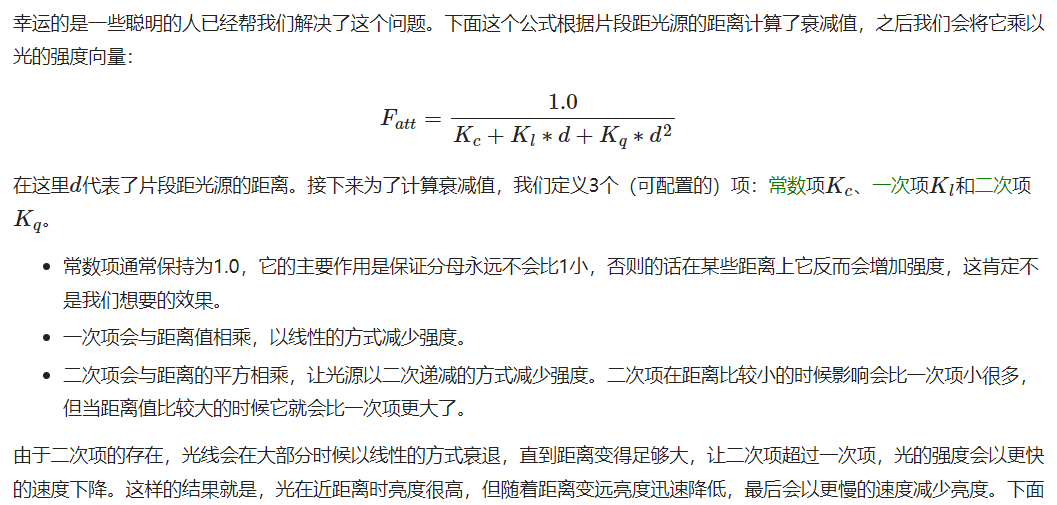 幸运的是一些聪明的人已经帮我们解决了这个问题。下面这个公式根据片段距光源的距离计算了衰减值，之后我们会将它乘以
光的强度向量：
F_{att} = \frac{1.0}{K_c + K_l * d + K_q * d^2}
在这里d代表了片段距光源的距离。接下来为了计算衰减值，我们定义3个（可配置的）项：常数项K_c、一次项K_l和二次项
K_q。
• 常数项通常保持为1.0，它的主要作用是保证分母永远不会比1小，否则的话在某些距离上它反而会增加强度，这肯定不
是我们想要的效果。
• 一次项会与距离值相乘，以线性的方式减少强度。
• 二次项会与距离的平方相乘，让光源以二次递减的方式减少强度。二次项在距离比较小的时候影响会比一次项小很多，
但当距离值比较大的时候它就会比一次项更大了。
由于二次项的存在，光线会在大部分时候以线性的方式衰退，直到距离变得足够大，让二次项超过一次项，光的强度会以更快
的速度下降。这样的结果就是，光在近距离时亮度很高，但随着距离变远亮度迅速降低，最后会以更慢的速度减少亮度。下面